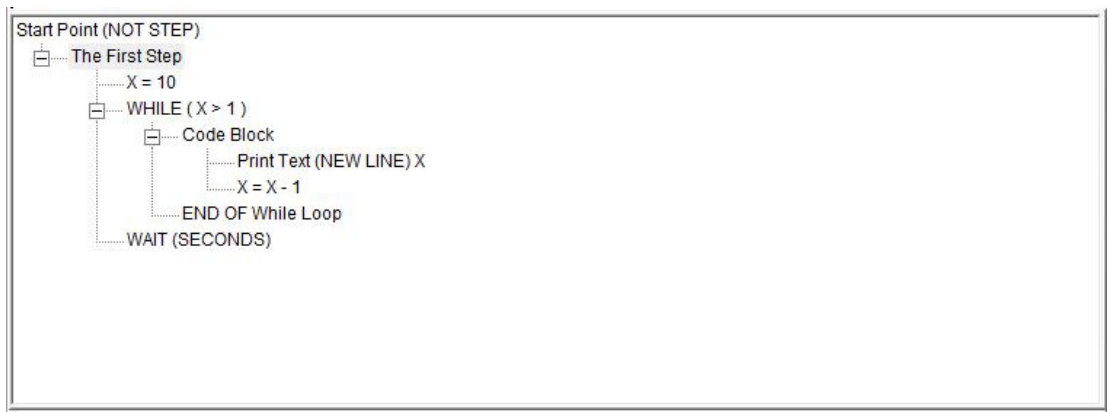 Start Point (NOT STEP)
The First Step
X = 10
WHILE ( X > 1 )
Code Block
Print Text (NEW LINE) X
X = X - 1
END OF While Loop
WAIT (SECONDS)